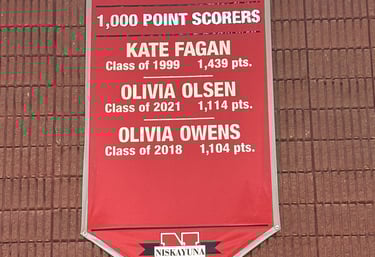 1,000 POINT SCORERS
KATE FAGAN
Class of 1999 1,439 pts.
OLIVIA OLSEN
Class of 2021 1,114 pts.
OLIVIA OWENS
Class of 2018 1,104 pts.
N
NISKAYUNA